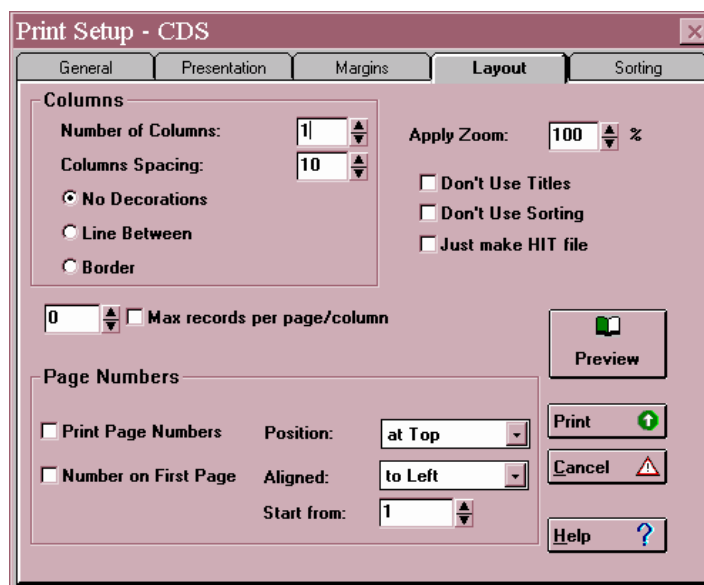 Print Setup - CDS
General Presentation Margins Layout Sorting
Columns
Number of Columns: 1
Columns Spacing: 10
No Decorations
Line Between
Border
Apply Zoom: 100 %
Don't Use Titles
Don't Use Sorting
Just make HIT file
0 Max records per page/column
Preview
Page Numbers
Print Page Numbers Position: at Top
Number on First Page Aligned: to Left
Start from: 1
Print
Cancel
Help